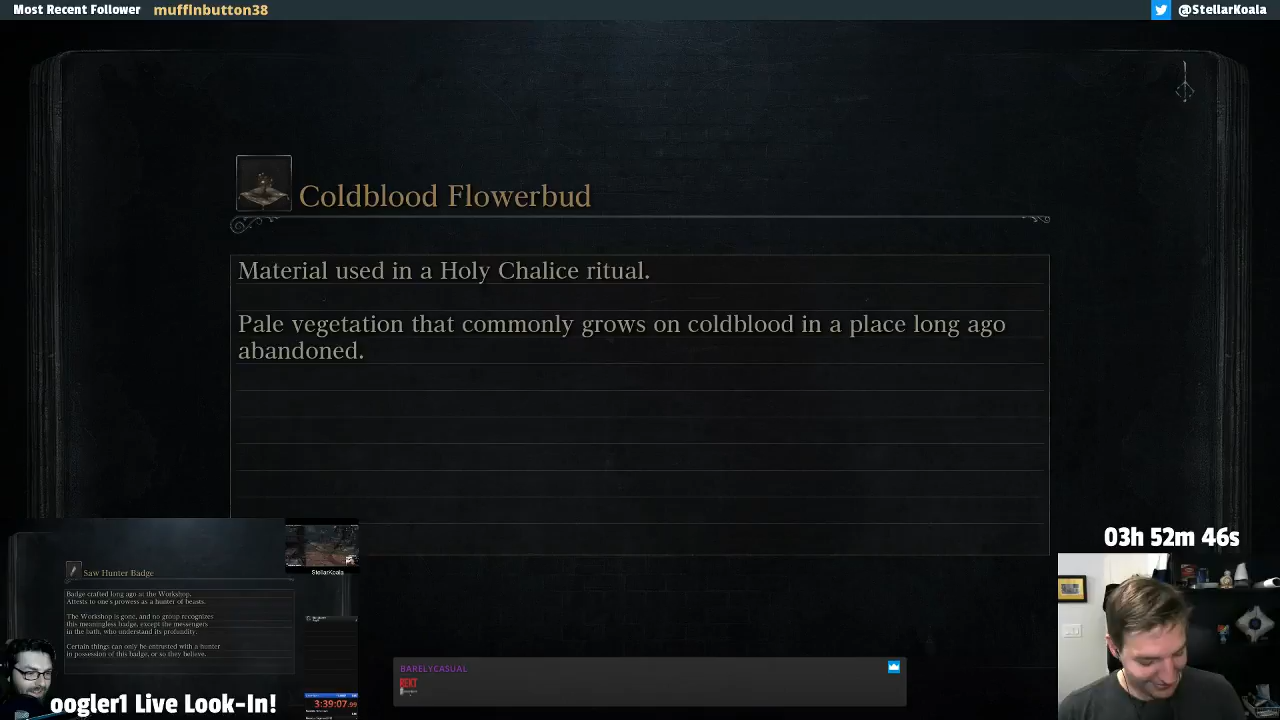 Most Recent Follower muffInbutton38
@StellarKoala
Coldblood Flowerbud
Material used in a Holy Chalice ritual.
Pale vegetation that commonly grows on coldblood in a place long ago
abandoned.
03h 52m 46s
StellarKoala
Saw Hunter Badge
Badge crafted long ago at the Workshop.
Attests to one's prowess as a hunter of beasts.
The Workshop is gone, and no group recognizes
this meaningless badge, except the messengers
in the bath, who understand its profundity.
Certain things can only be entrusted with a hunter
in possession of this badge, or so they believe.
oogler1 Live Look-In!
3:39:07.99
BARELYCASUAL